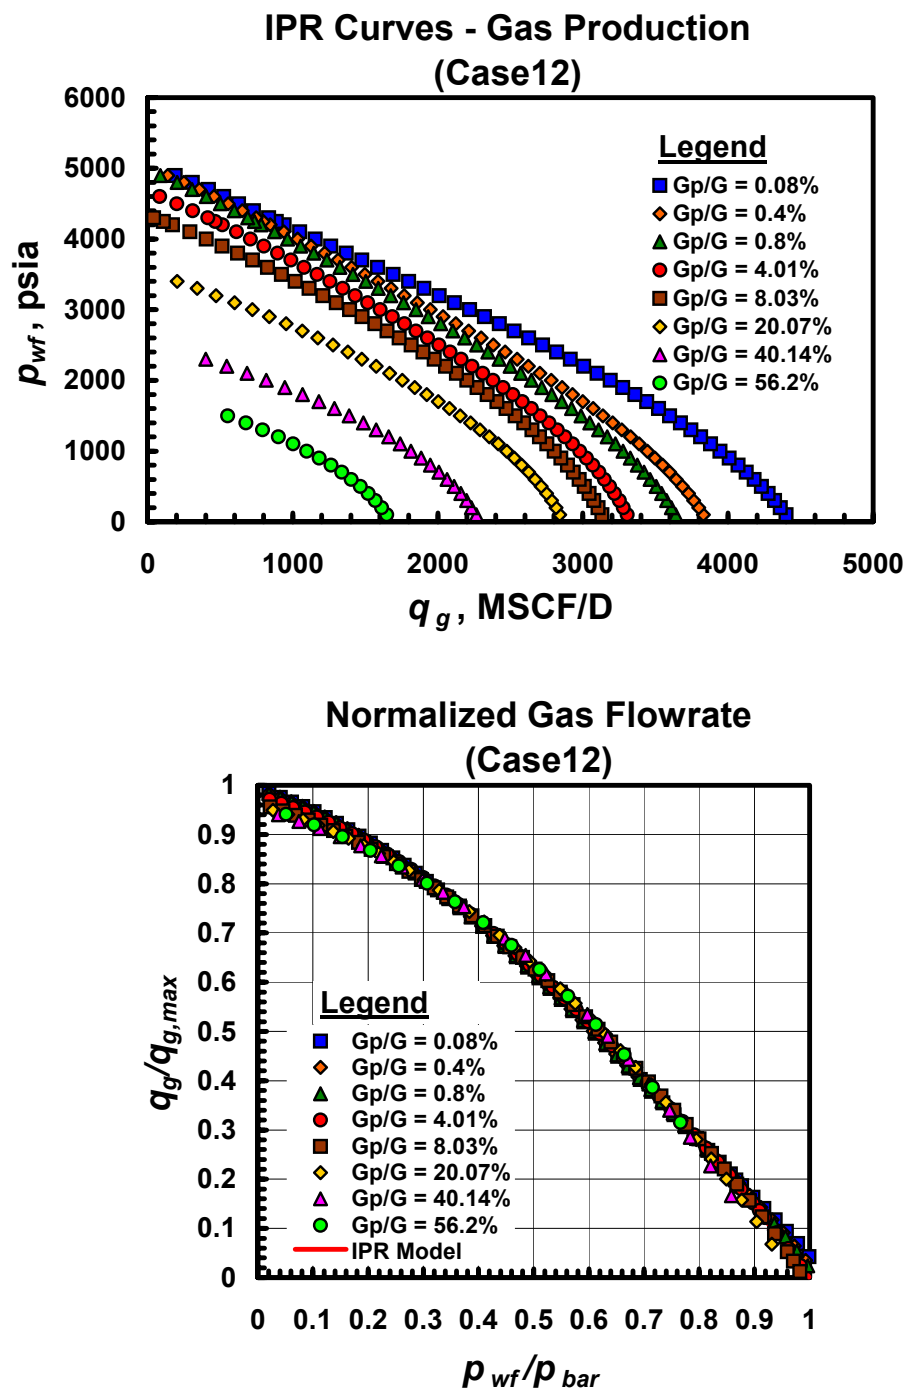 IPR Curves - Gas Production
(Case12)
6000
5000
4000
3000
2000
1000
0
p wf , psia
Legend
Gp/G = 0.08%
Gp/G = 0.4%
Gp/G = 0.8%
Gp/G = 4.01%
Gp/G = 8.03%
Gp/G = 20.07%
Gp/G = 40.14%
Gp/G = 56.2%
0 1000 2000 3000 4000 5000
q g , MSCF/D
Normalized Gas Flowrate
(Case12)
1
0.9
0.8
0.7
0.6
0.5
0.4
0.3
0.2
0.1
0
q g / q g,max
Legend
Gp/G = 0.08%
Gp/G = 0.4%
Gp/G = 0.8%
Gp/G = 4.01%
Gp/G = 8.03%
Gp/G = 20.07%
Gp/G = 40.14%
Gp/G = 56.2%
IPR Model
0 0.1 0.2 0.3 0.4 0.5 0.6 0.7 0.8 0.9 1
p wf / p bar